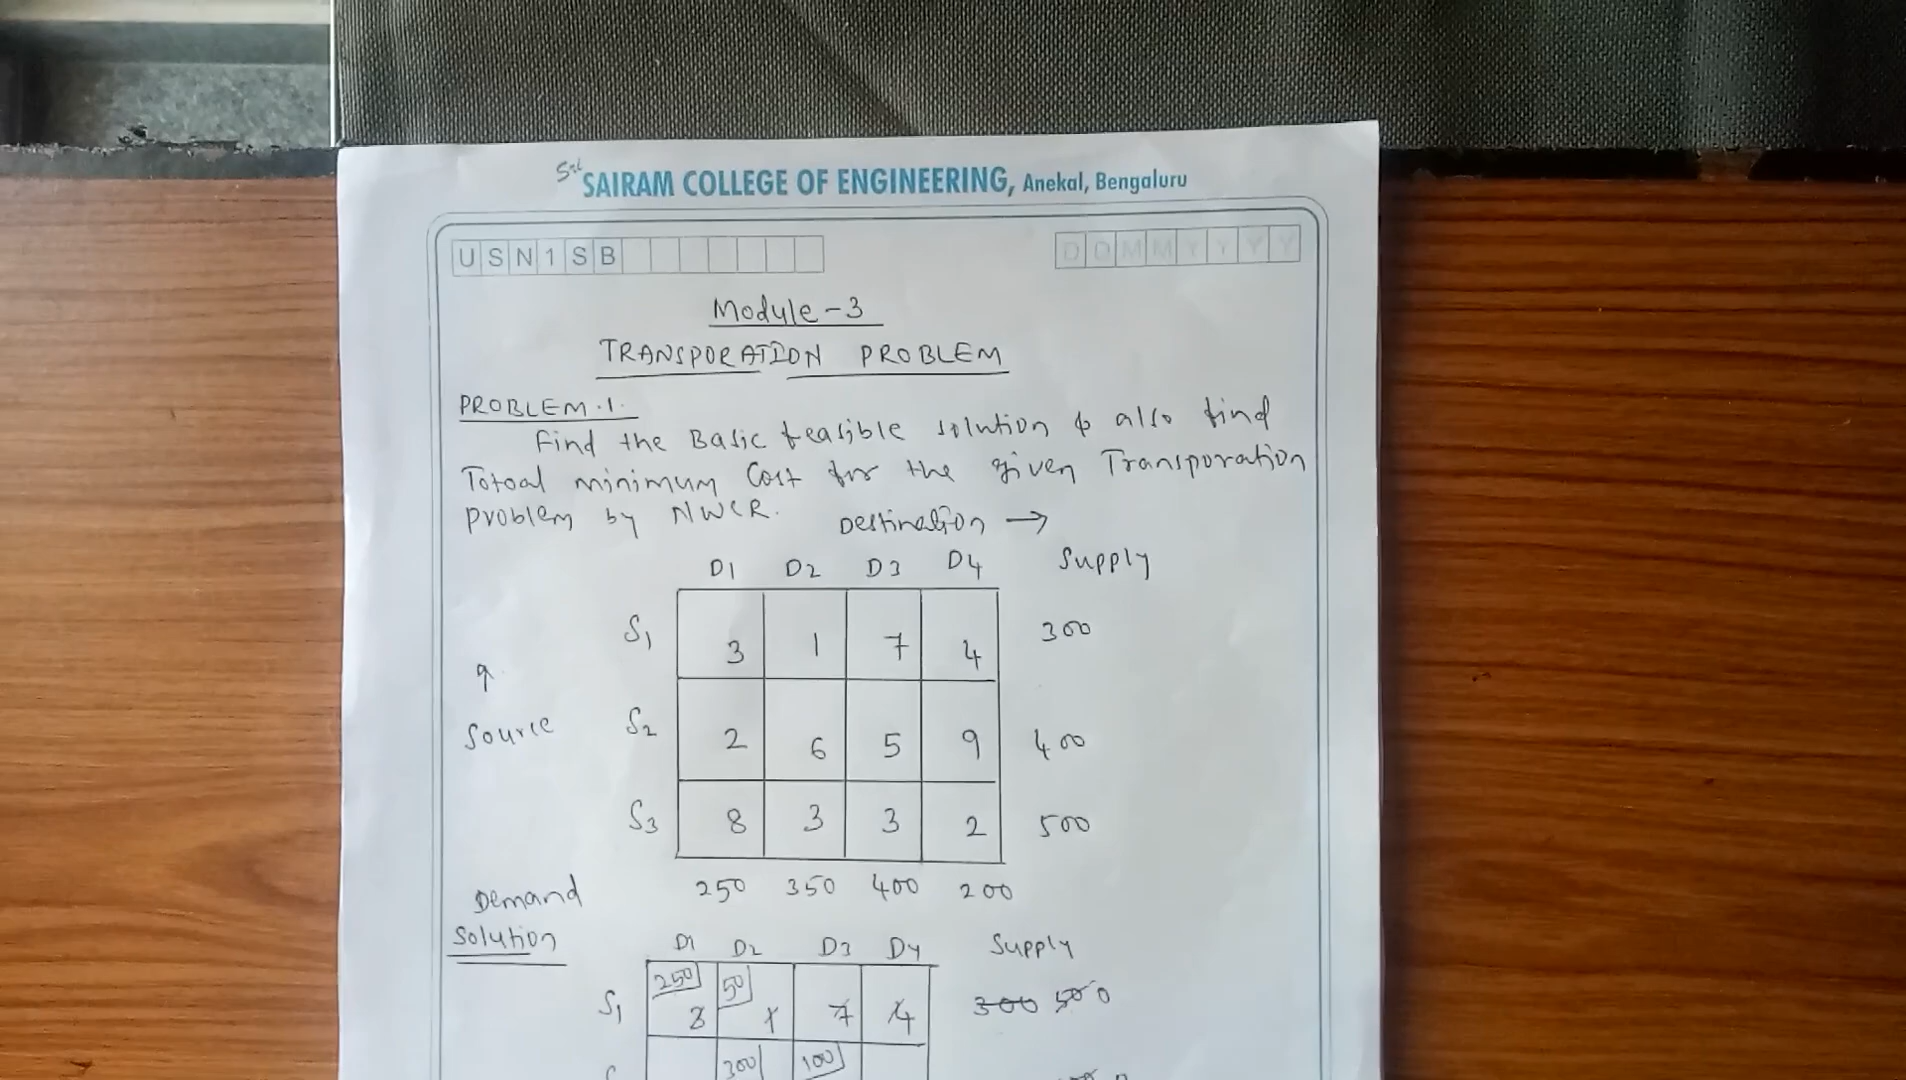 Sri SAIRAM COLLEGE OF ENGINEERING, Anekal, Bengaluru
U S N 1 S B D D M M Y Y Y Y
Module-3
TRANSPORATION PROBLEM
PROBLEM.1.
Find the Basic feasible solution & also find
Totoal minimum Cost for the given Transporation
problem by NWCR. Destination →
D1 D2 D3 D4 Supply
S1 3 1 7 4 300
Source S2 2 6 5 9 400
S3 8 3 3 2 500
Demand 250 350 400 200
Solution D1 D2 D3 D4 Supply
250 50
S1 3 1 7 4 300 50 0
300 100